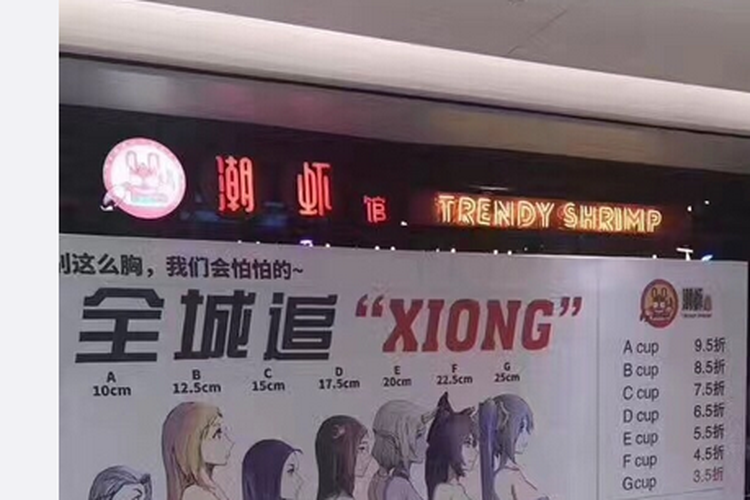 潮虾馆 TRENDY SHRIMP
别这么胸，我们会怕怕的~
全城追“XIONG”
A B C D E F G
10cm 12.5cm 15cm 17.5cm 20cm 22.5cm 25cm
A cup 9.5折
B cup 8.5折
C cup 7.5折
D cup 6.5折
E cup 5.5折
F cup 4.5折
G cup 3.5折